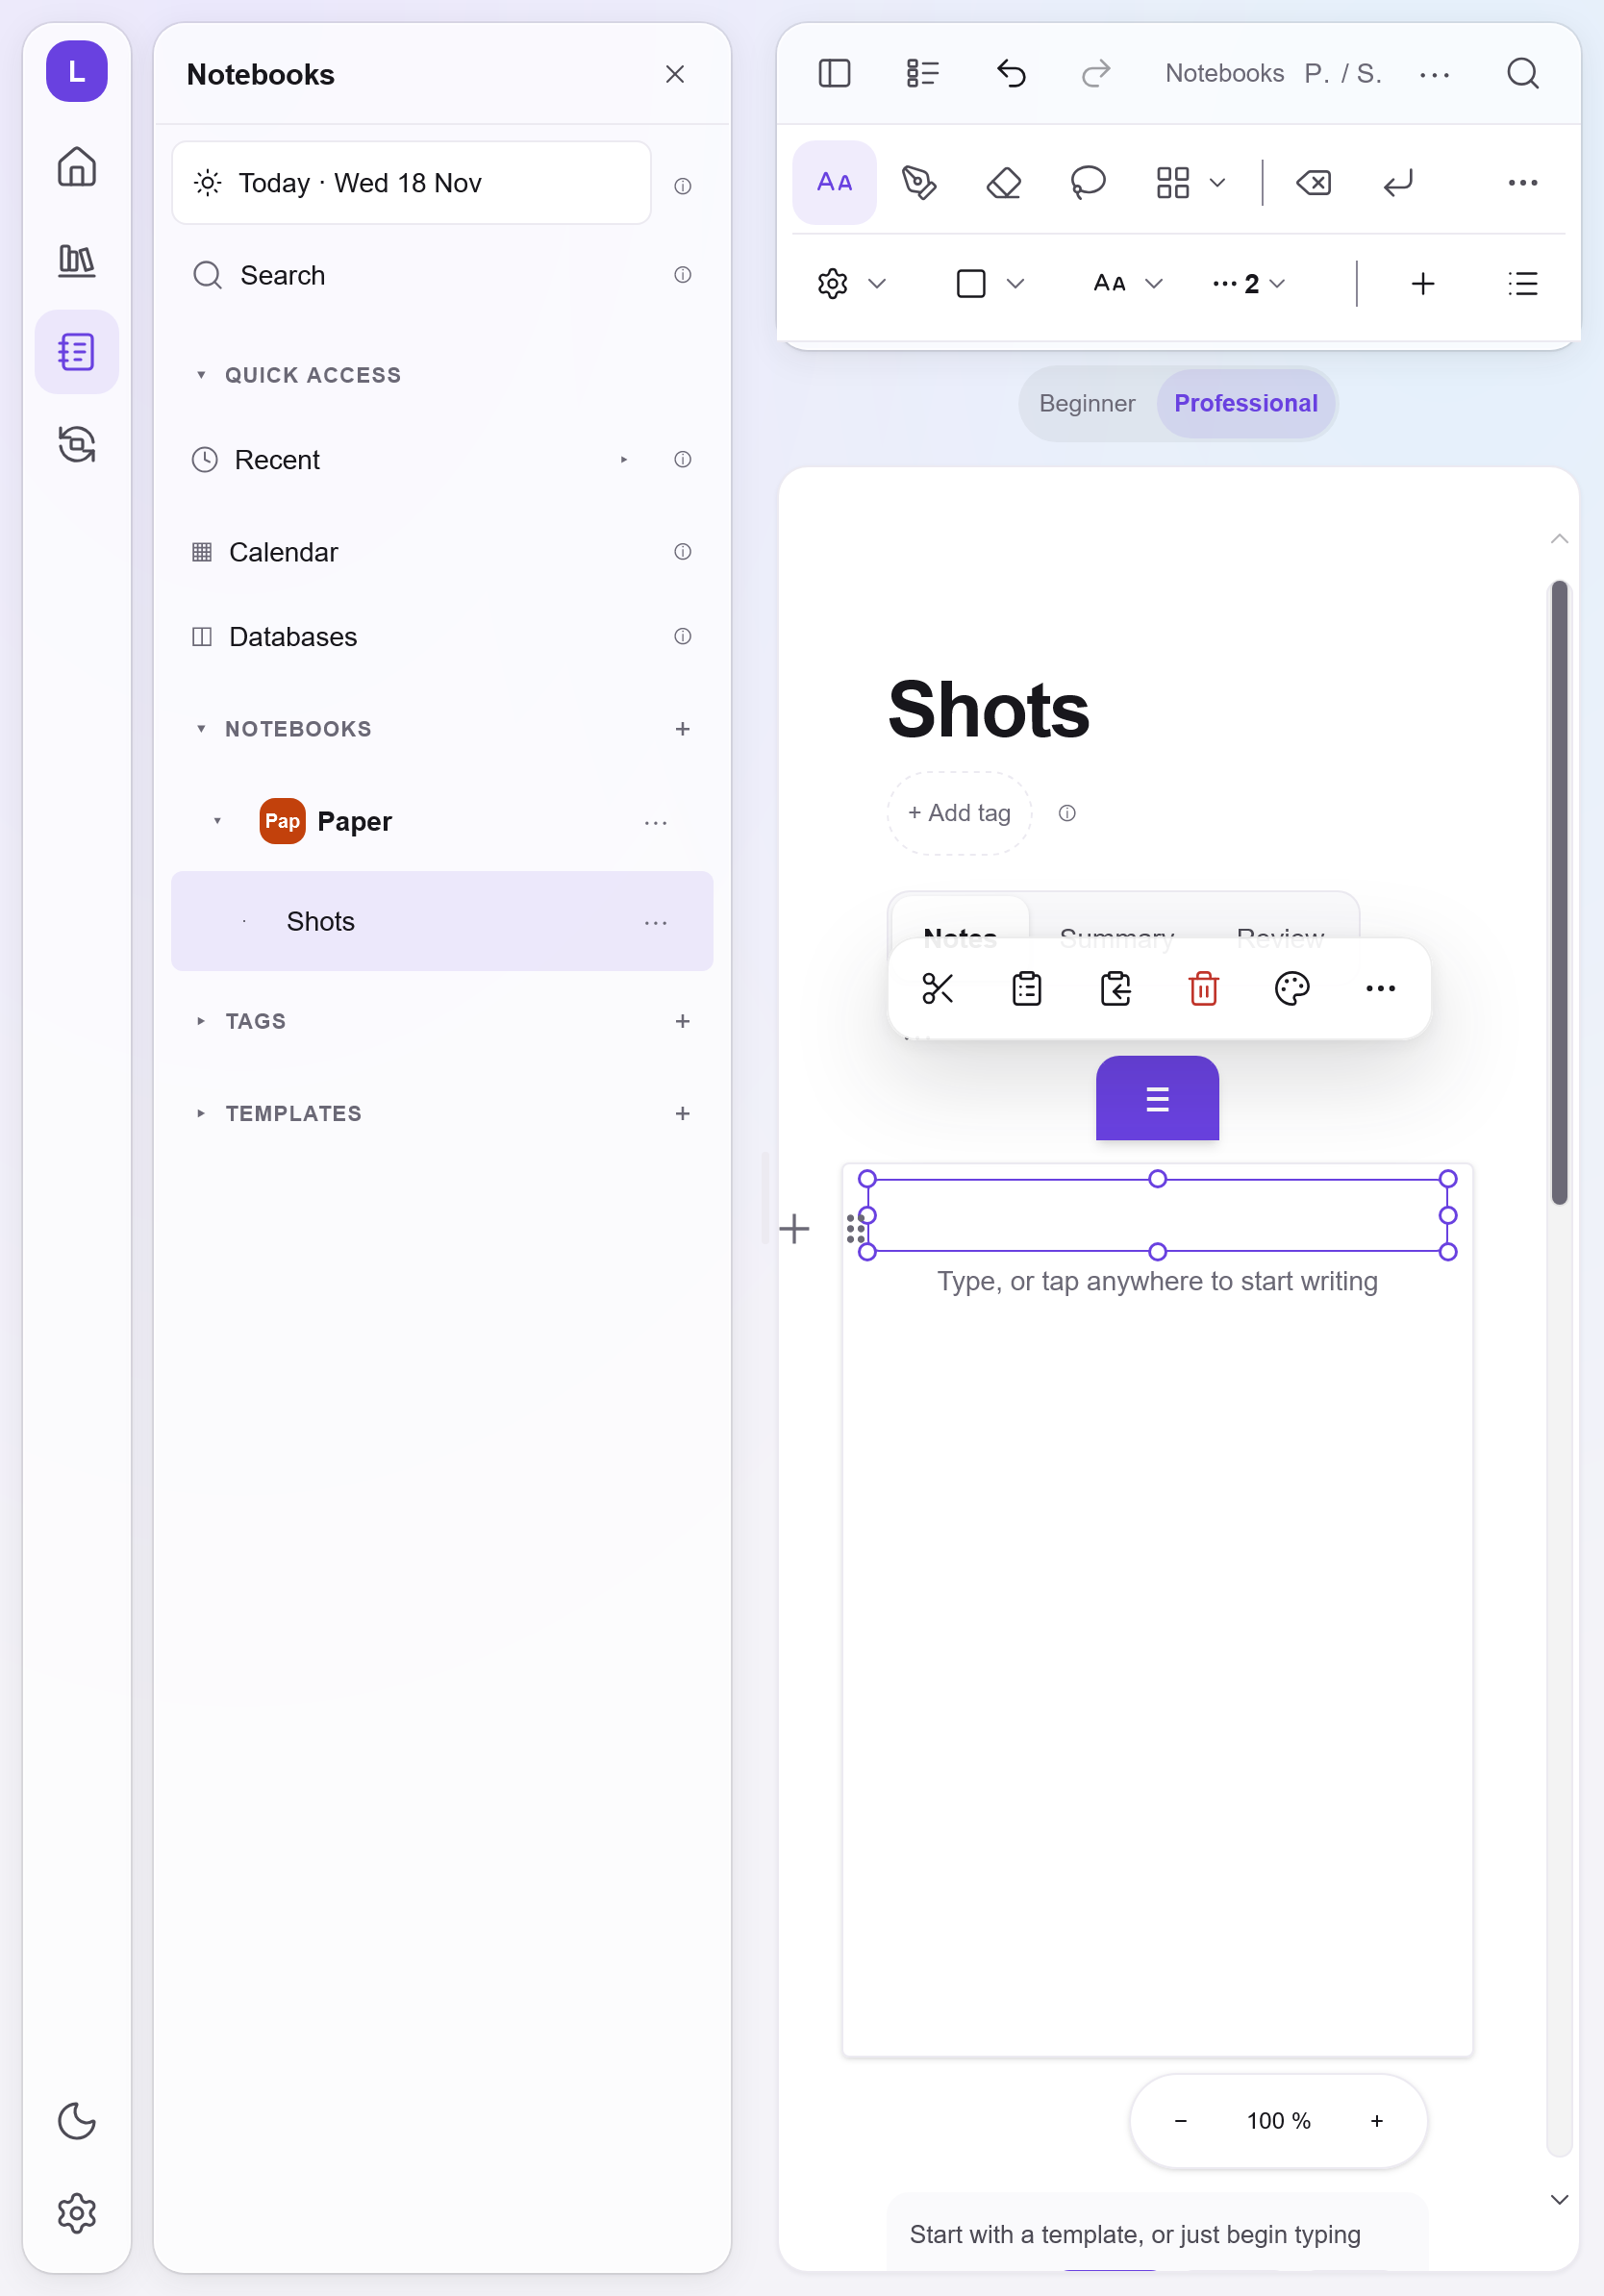 L
Notebooks
Today · Wed 18 Nov
Search
QUICK ACCESS
Recent
Calendar
Databases
NOTEBOOKS
Pap Paper
Shots
TAGS
TEMPLATES
Notebooks P. / S.
AA
AA 2
Beginner Professional
Shots
+ Add tag
Notes Summary Review
Type, or tap anywhere to start writing
− 100 % +
Start with a template, or just begin typing